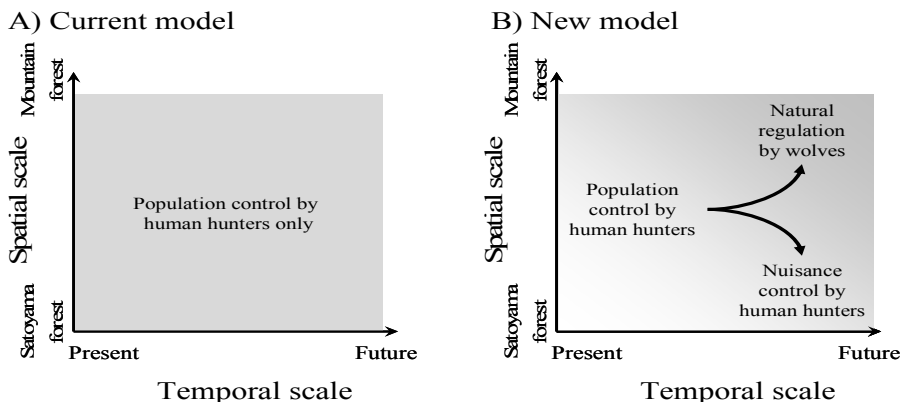 A) Current model
Mountain
forest
Spatial scale
Satoyama
forest
Population control by
human hunters only
Present
Future
Temporal scale
B) New model
Mountain
forest
Spatial scale
Satoyama
forest
Population
control by
human hunters
Natural
regulation
by wolves
Nuisance
control by
human hunters
Present
Future
Temporal scale